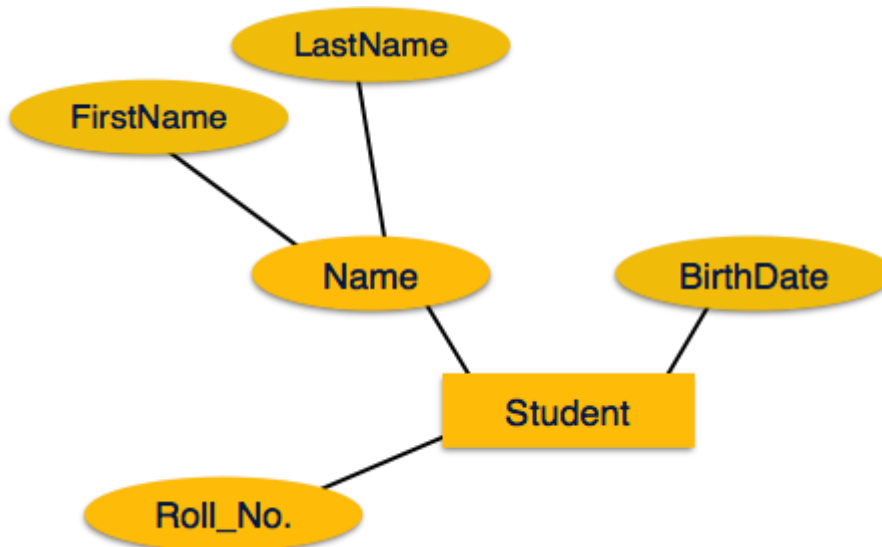 LastName
FirstName
Name
BirthDate
Student
Roll_No.